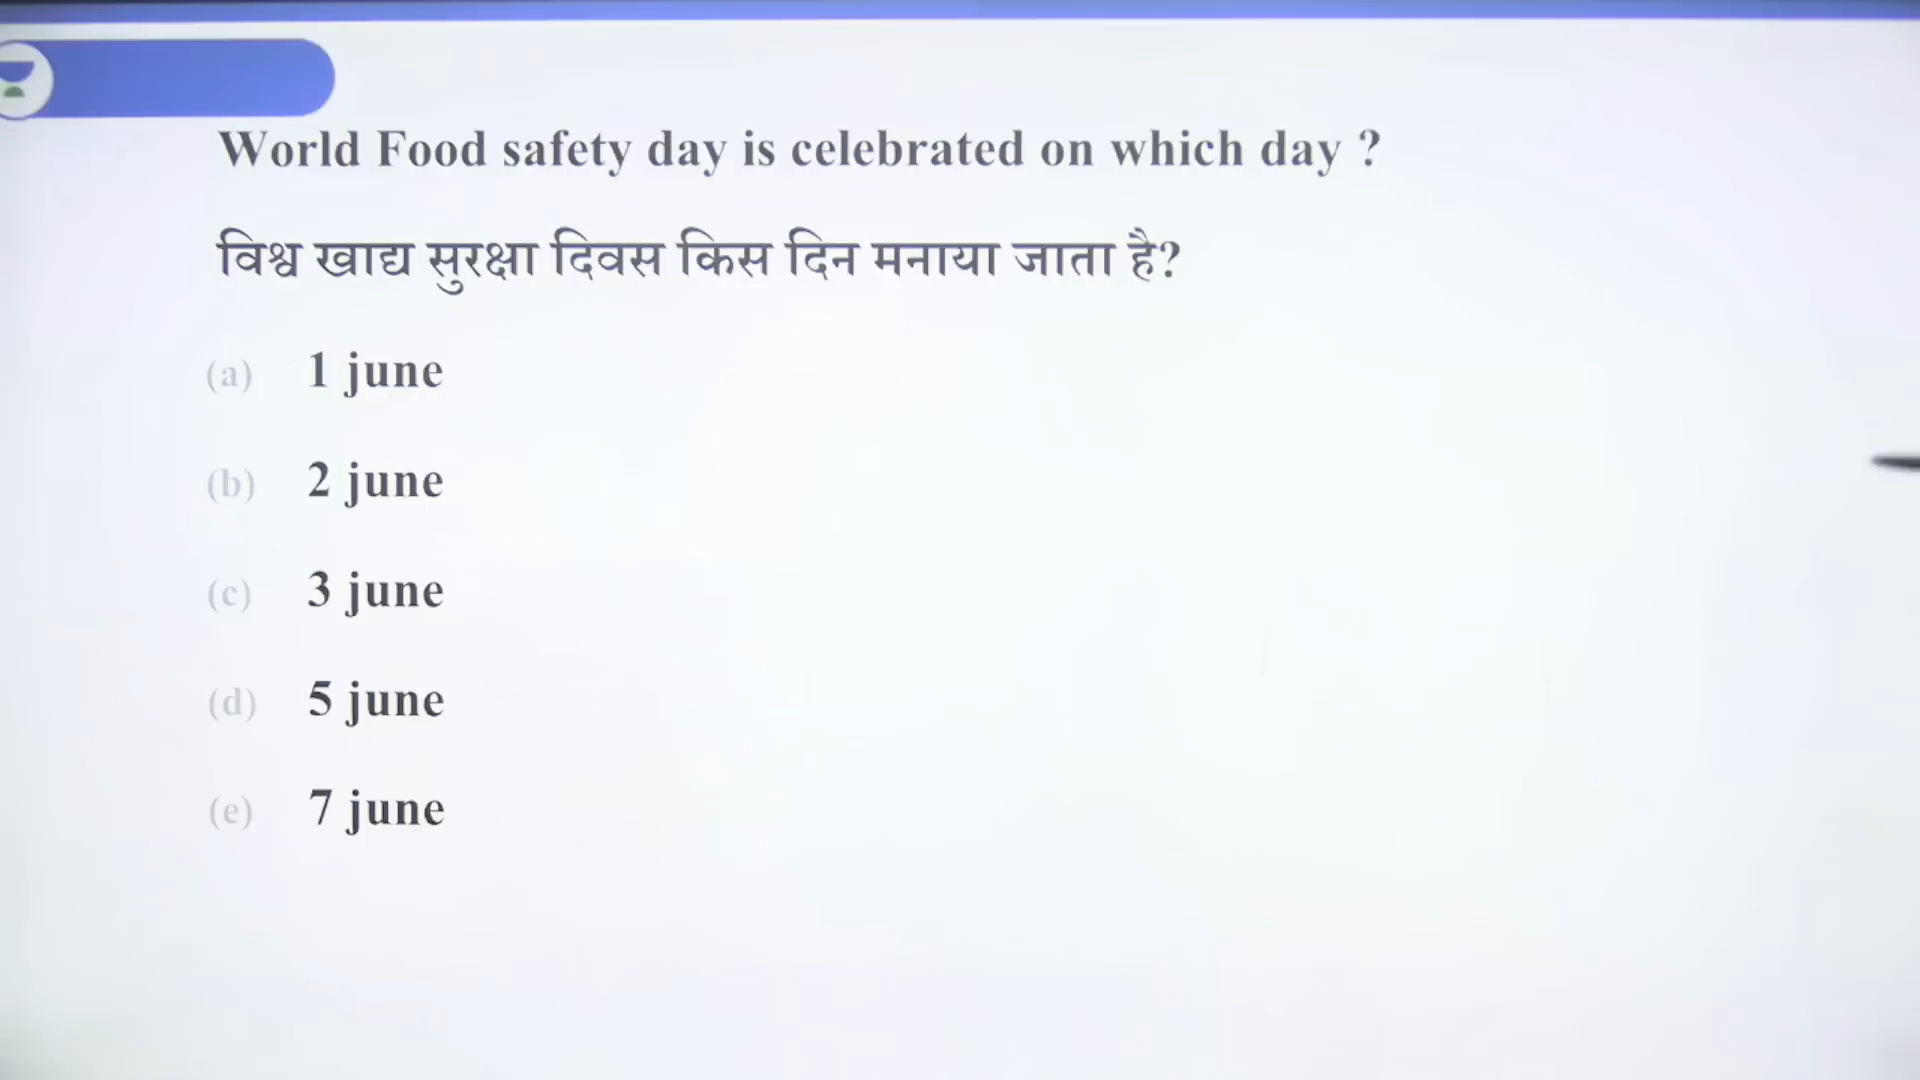 World Food safety day is celebrated on which day ?
विश्व खाद्य सुरक्षा दिवस किस दिन मनाया जाता है?
(a) 1 june
(b) 2 june
(c) 3 june
(d) 5 june
(e) 7 june